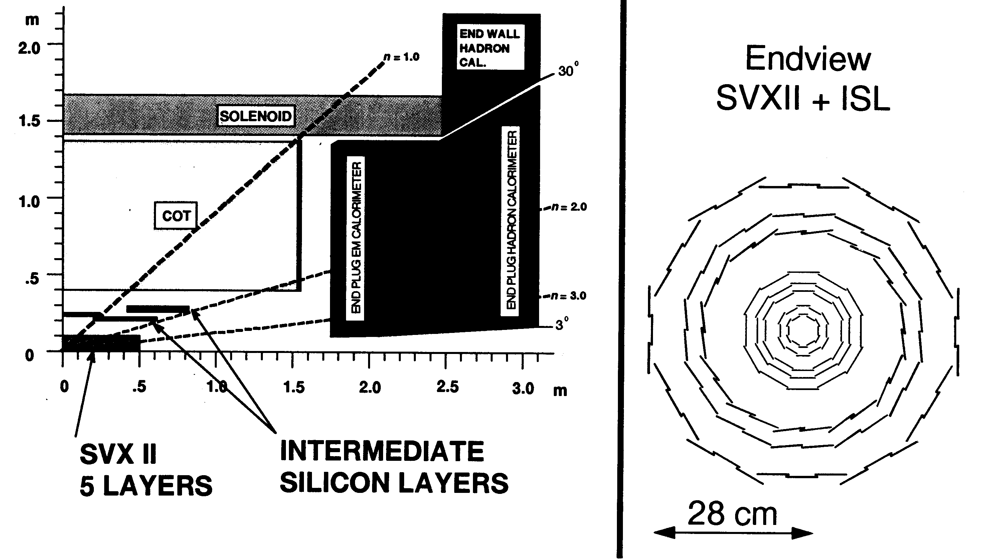 m
2.0
1.5
1.0
.5
0
n = 1.0
END WALL
HADRON
CAL.
30°
SOLENOID
COT
END PLUG EM CALORIMETER
END PLUG HADRON CALORIMETER
n = 2.0
n = 3.0
3°
0
.5
1.0
1.5
2.0
2.5
3.0
m
SVX II
5 LAYERS
INTERMEDIATE
SILICON LAYERS
Endview
SVXII + ISL
28 cm